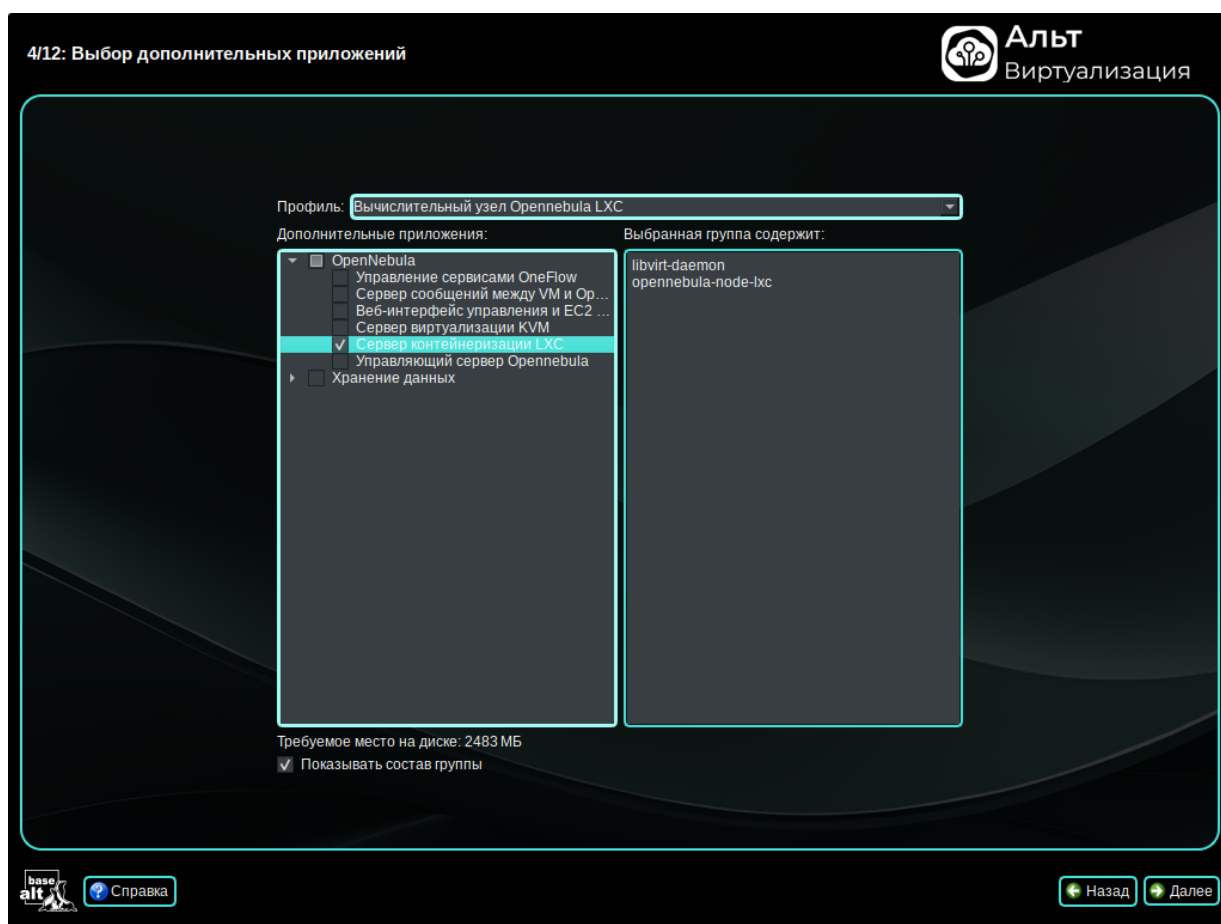 4/12: Выбор дополнительных приложений
Альт
Виртуализация
Профиль: Вычислительный узел Opennebula LXC
Дополнительные приложения:
Выбранная группа содержит:
OpenNebula
Управление сервисами OneFlow
Сервер сообщений между VM и Op...
Веб-интерфейс управления и EC2 ...
Сервер виртуализации KVM
Сервер контейнеризации LXC
Управляющий сервер Opennebula
Хранение данных
libvirt-daemon
opennebula-node-lxc
Требуемое место на диске: 2483 МБ
Показывать состав группы
base
alt
Справка
Назад
Далее